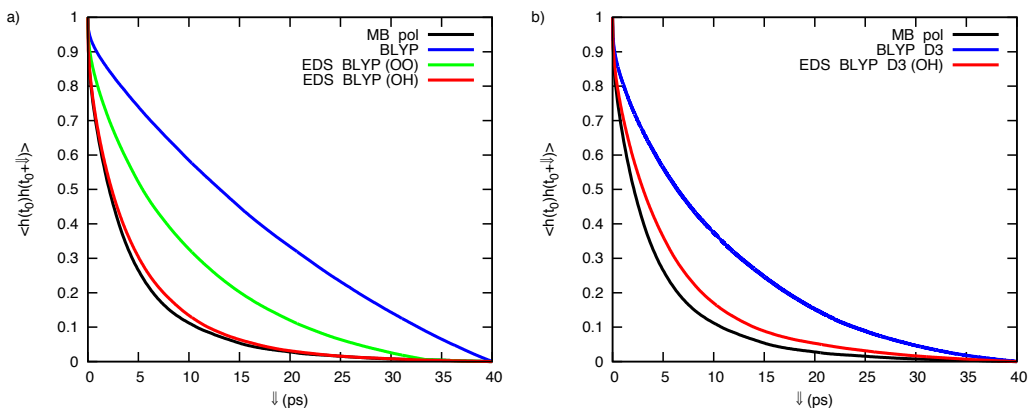 a)
MB pol
BLYP
EDS BLYP (OO)
EDS BLYP (OH)
<h(t_0)h(t_0+⇓)>
1
0.9
0.8
0.7
0.6
0.5
0.4
0.3
0.2
0.1
0
0 5 10 15 20 25 30 35 40
⇓ (ps)
b)
MB pol
BLYP D3
EDS BLYP D3 (OH)
<h(t_0)h(t_0+⇓)>
1
0.9
0.8
0.7
0.6
0.5
0.4
0.3
0.2
0.1
0
0 5 10 15 20 25 30 35 40
⇓ (ps)